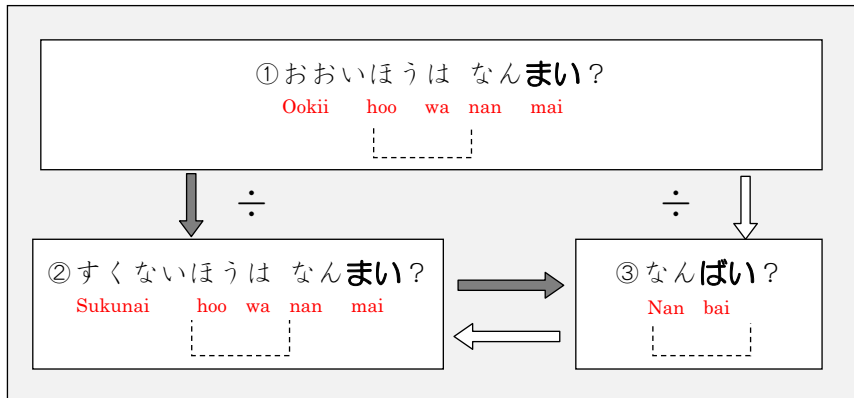 ①おおいほうは なんまい？
Ookii hoo wa nan mai
÷ ÷
②すくないほうは なんまい？
Sukunai hoo wa nan mai
③なんばい？
Nan bai